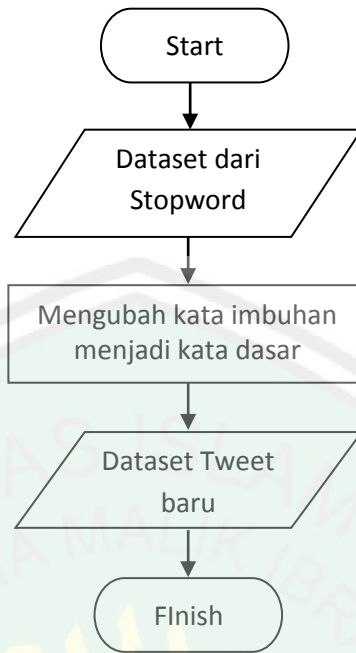 Start
Dataset dari
Stopword
Mengubah kata imbuhan
menjadi kata dasar
Dataset Tweet
baru
FInish